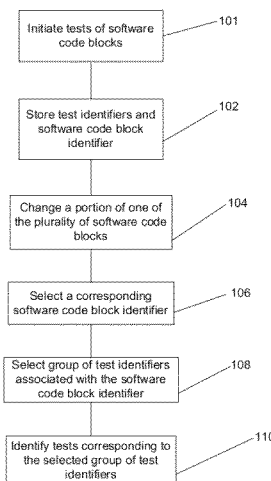 Initiate tests of software
code blocks
101
Store test identifiers and
software code block
identifier
102
Change a portion of one of
the plurality of software code
blocks
104
Select a corresponding
software code block identifier
106
Select group of test identifiers
associated with the software
code block identifier
108
Identify tests corresponding to
the selected group of test
identifiers
110